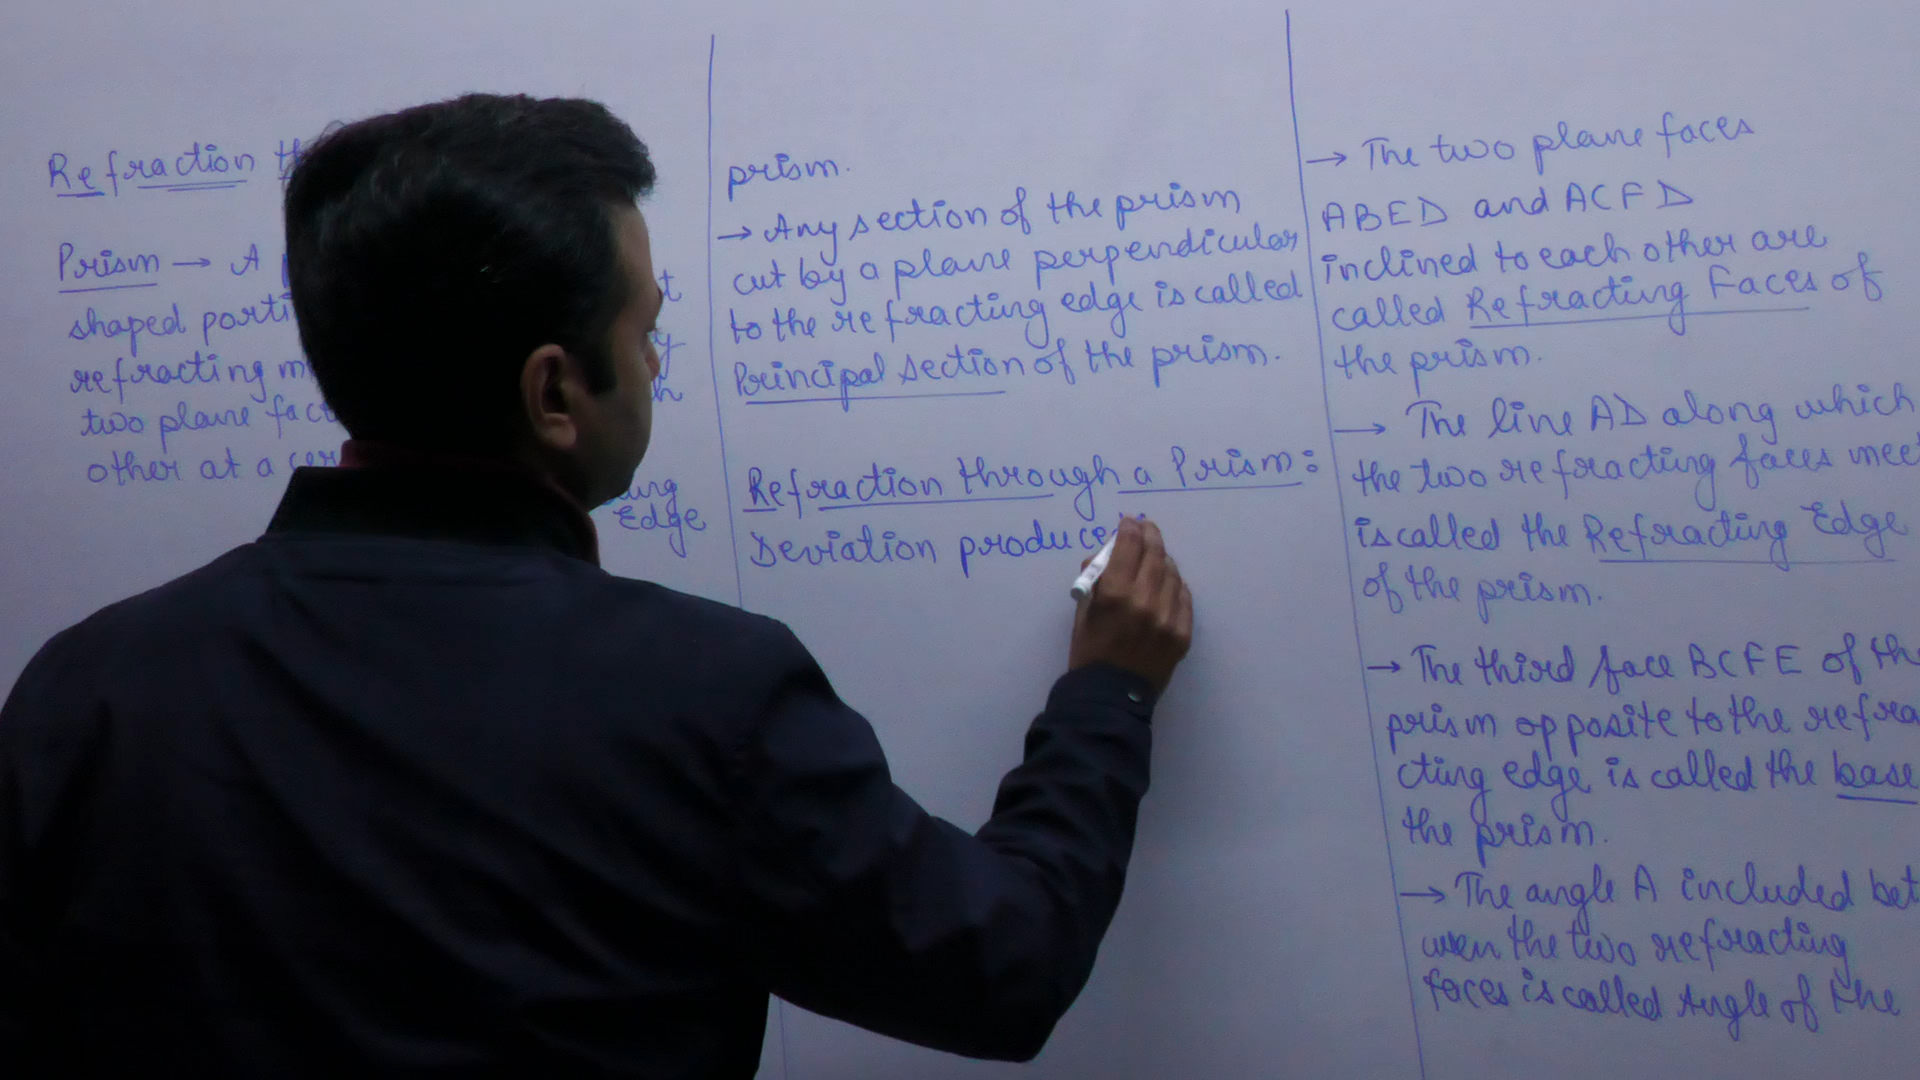 Refraction
Prism → A
shaped
refracting
two plane
other at a
Edge
prism.
→ Any section of the prism
cut by a plane perpendicular
to the refracting edge is called
Principal section of the prism.
Refraction through a Prism:
Deviation produce
→ The two plane faces
ABED and ACFD
inclined to each other are
called Refracting Faces of
the prism.
→ The line AD along which
the two refracting faces meet
is called the Refracting Edge
of the prism.
→ The third face BCFE of the
prism opposite to the refra
cting edge is called the base
the prism.
→ The angle A included bet
ween the two refracting
faces is called Angle of the